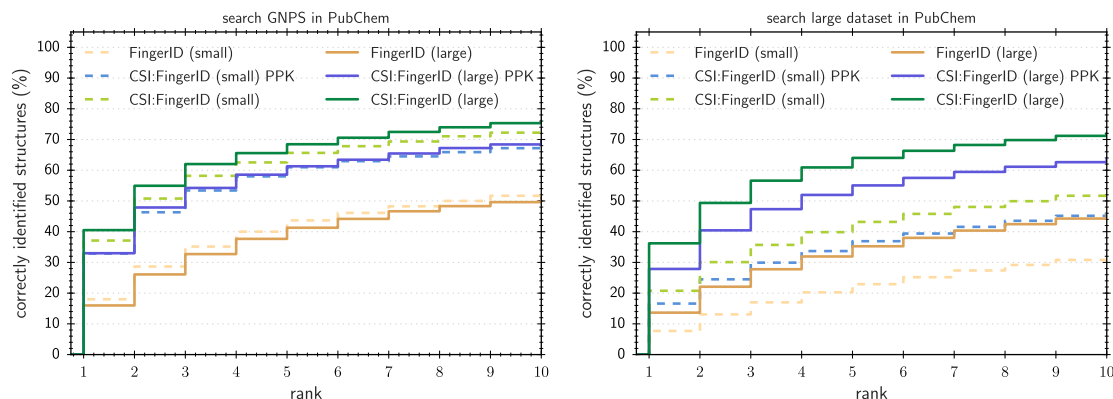 search GNPS in PubChem
correctly identified structures (%)
100
90
80
70
60
50
40
30
20
10
0
FingerID (small)
CSI:FingerID (small) PPK
CSI:FingerID (small)
FingerID (large)
CSI:FingerID (large) PPK
CSI:FingerID (large)
1 2 3 4 5 6 7 8 9 10
rank
search large dataset in PubChem
correctly identified structures (%)
100
90
80
70
60
50
40
30
20
10
0
FingerID (small)
CSI:FingerID (small) PPK
CSI:FingerID (small)
FingerID (large)
CSI:FingerID (large) PPK
CSI:FingerID (large)
1 2 3 4 5 6 7 8 9 10
rank